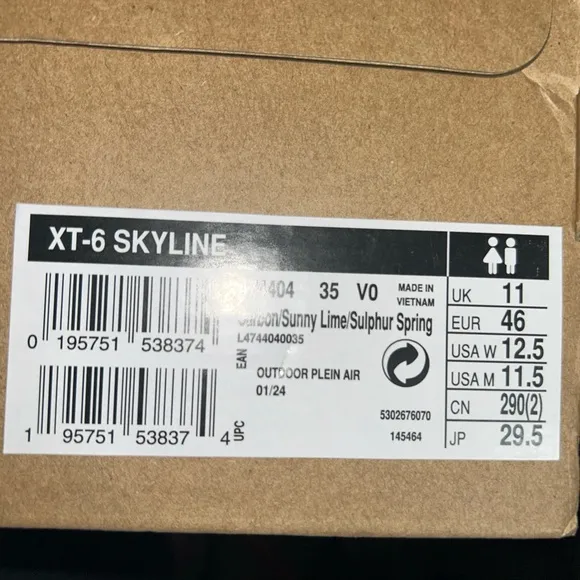 XT-6 SKYLINE
35 V0 MADE IN VIETNAM
Carbon/Sunny Lime/Sulphur Spring
L4744040035
0 195751 538374
EAN
OUTDOOR PLEIN AIR
01/24
1 95751 53837 4
UPC
5302676070
145464
UK 11
EUR 46
USA W 12.5
USA M 11.5
CN 290(2)
JP 29.5